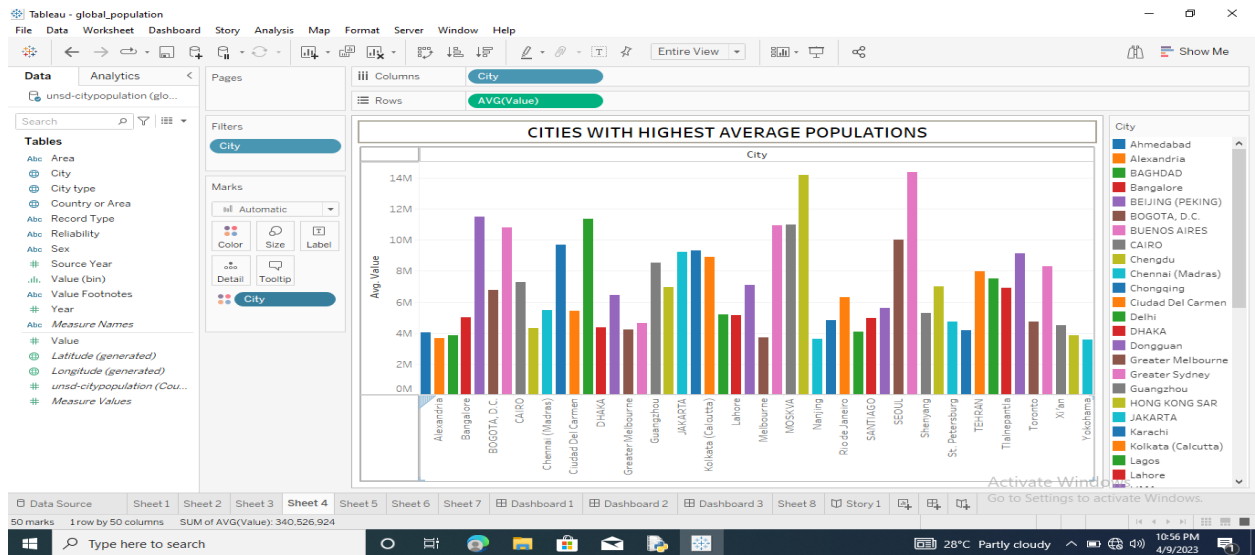 Tableau - global_population
File Data Worksheet Dashboard Story Analysis Map Format Server Window Help
Entire View
Show Me
Data Analytics
Pages
iii Columns City
unsd-citypopulation (glo...
Rows AVG(Value)
Search
Tables
Abc Area
City
City type
Country or Area
Abc Record Type
Abc Reliability
Abc Sex
# Source Year
Value (bin)
Abc Value Footnotes
# Year
Abc Measure Names
# Value
Latitude (generated)
Longitude (generated)
# unsd-citypopulation (Cou...
# Measure Values
Filters
City
Marks
Automatic
Color Size Label
Detail Tooltip
City
CITIES WITH HIGHEST AVERAGE POPULATIONS
City
Avg. Value
14M
12M
10M
8M
6M
4M
2M
0M
Alexandria
Bangalore
BOGOTA, D.C.
CAIRO
Chennai (Madras)
Ciudad Del Carmen
DHAKA
Greater Melbourne
Guangzhou
JAKARTA
Kolkata (Calcutta)
Lahore
Melbourne
MOSKVA
Nanjing
Rio de Janeiro
SANTIAGO
SEOUL
Shenyang
St. Petersburg
TEHRAN
Tlalnepantla
Toronto
Xi'an
Yokohama
City
Ahmedabad
Alexandria
BAGHDAD
Bangalore
BEIJING (PEKING)
BOGOTA, D.C.
BUENOS AIRES
CAIRO
Chengdu
Chennai (Madras)
Chongqing
Ciudad Del Carmen
Delhi
DHAKA
Dongguan
Greater Melbourne
Greater Sydney
Guangzhou
HONG KONG SAR
JAKARTA
Karachi
Kolkata (Calcutta)
Lagos
Lahore
Activate Windows
Go to Settings to activate Windows.
Data Source Sheet 1 Sheet 2 Sheet 3 Sheet 4 Sheet 5 Sheet 6 Sheet 7 Dashboard 1 Dashboard 2 Dashboard 3 Sheet 8 Story 1
50 marks 1 row by 50 columns SUM of AVG(Value): 340,526,924
Type here to search
28°C Partly cloudy
10:56 PM
4/9/2023
1